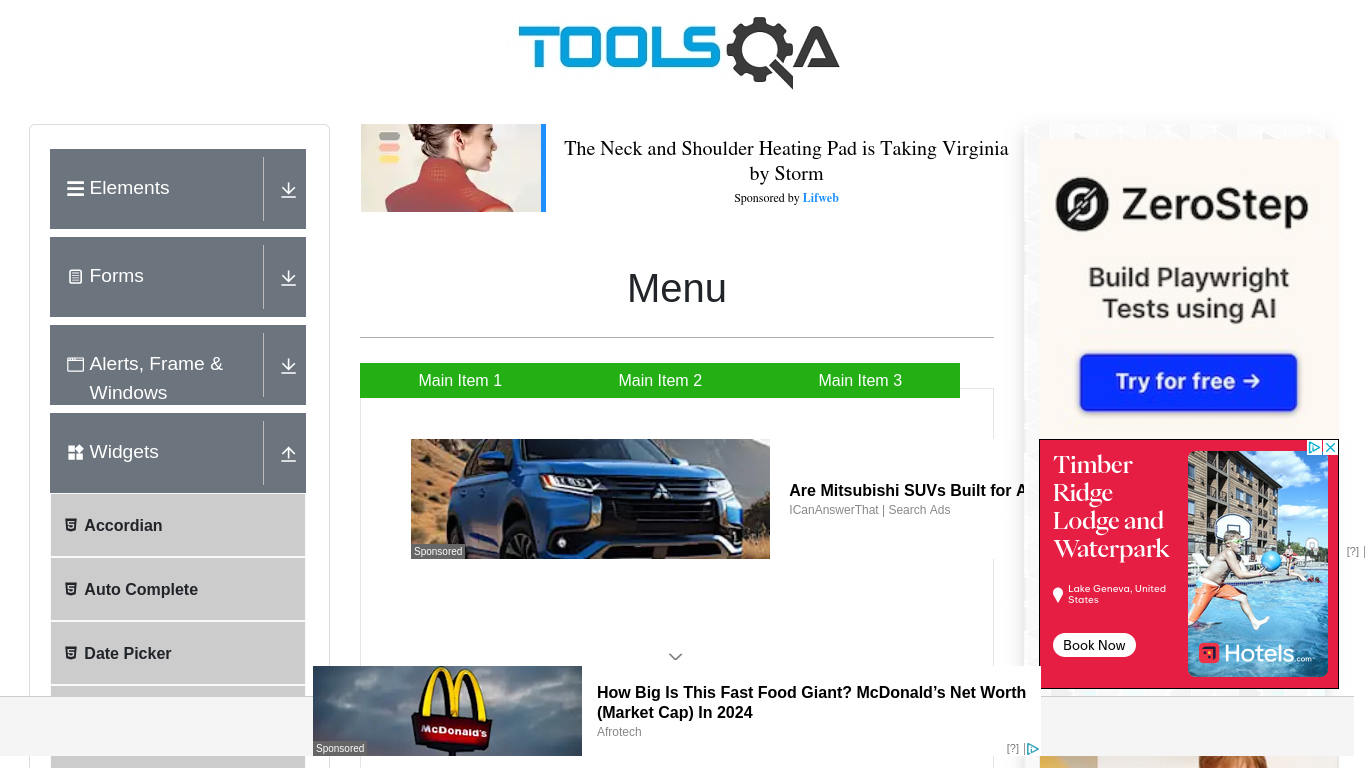 TOOLSQA
Elements
Forms
Alerts, Frame &
Windows
Widgets
Accordian
Auto Complete
Date Picker
The Neck and Shoulder Heating Pad is Taking Virginia
by Storm
Sponsored by Lifweb
Menu
Main Item 1
Main Item 2
Main Item 3
Sponsored
Are Mitsubishi SUVs Built for A
ICanAnswerThat | Search Ads
McDonald's
Sponsored
How Big Is This Fast Food Giant? McDonald’s Net Worth
(Market Cap) In 2024
Afrotech
[?] |
ZeroStep
Build Playwright
Tests using AI
Try for free →
Timber
Ridge
Lodge and
Waterpark
Lake Geneva, United
States
Book Now
Hotels.com
[?] |